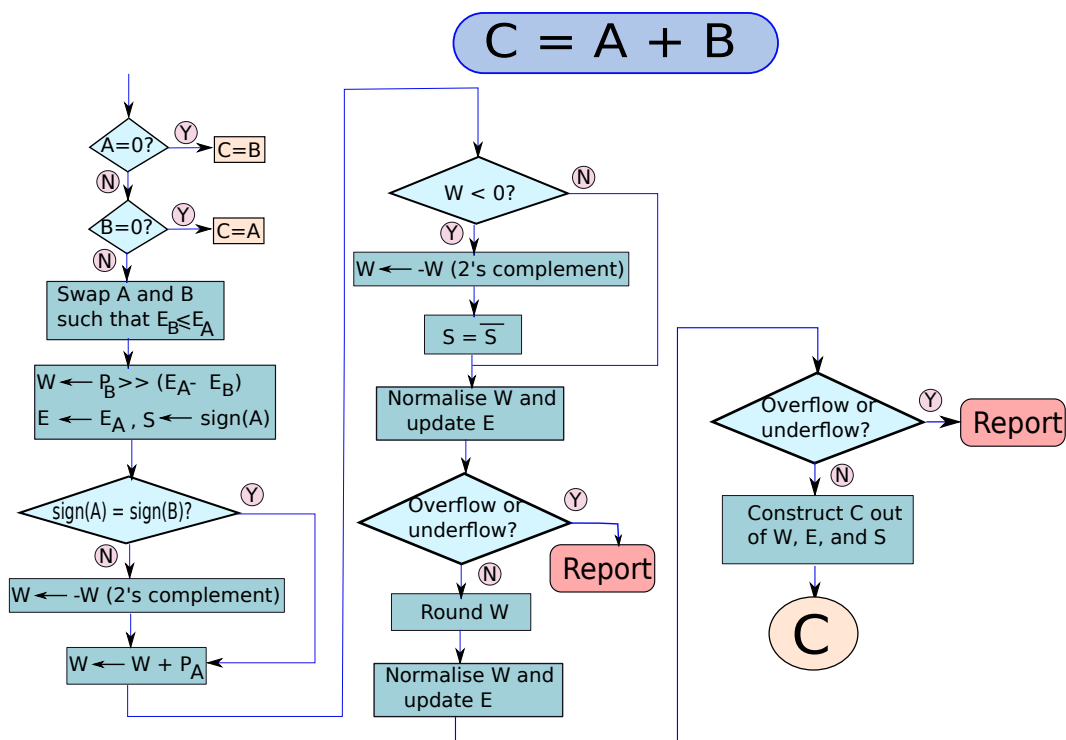 C = A + B
A=0?
Y
C=B
N
B=0?
Y
C=A
N
Swap A and B
such that E_B ≤ E_A
W ← P_B >> (E_A - E_B)
E ← E_A , S ← sign(A)
sign(A) = sign(B)?
Y
N
W ← -W (2's complement)
W ← W + P_A
W < 0?
N
Y
W ← -W (2's complement)
S = S̅
Normalise W and
update E
Overflow or
underflow?
Y
Report
N
Round W
Normalise W and
update E
Overflow or
underflow?
Y
Report
N
Construct C out
of W, E, and S
C